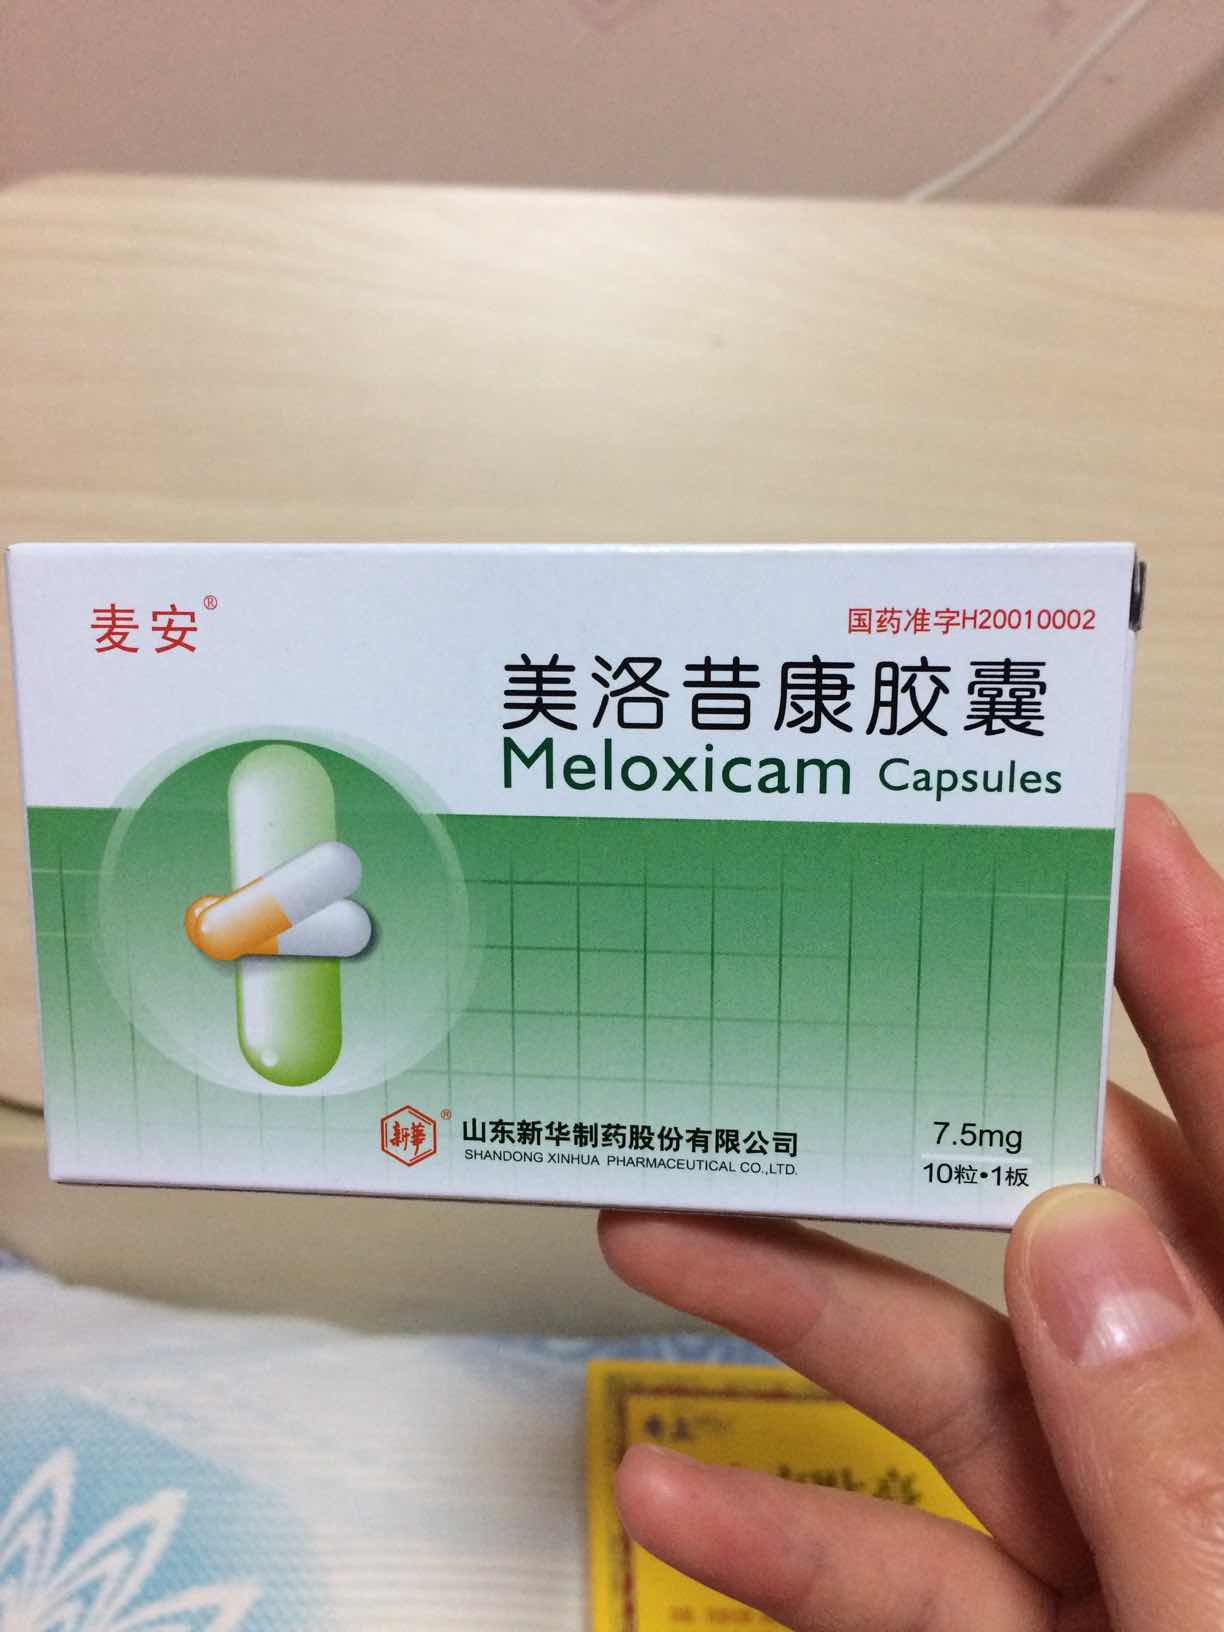 麦安®
国药准字H20010002
美洛昔康胶囊
Meloxicam Capsules
新華®
山东新华制药股份有限公司
SHANDONG XINHUA PHARMACEUTICAL CO.,LTD.
7.5mg
10粒•1板